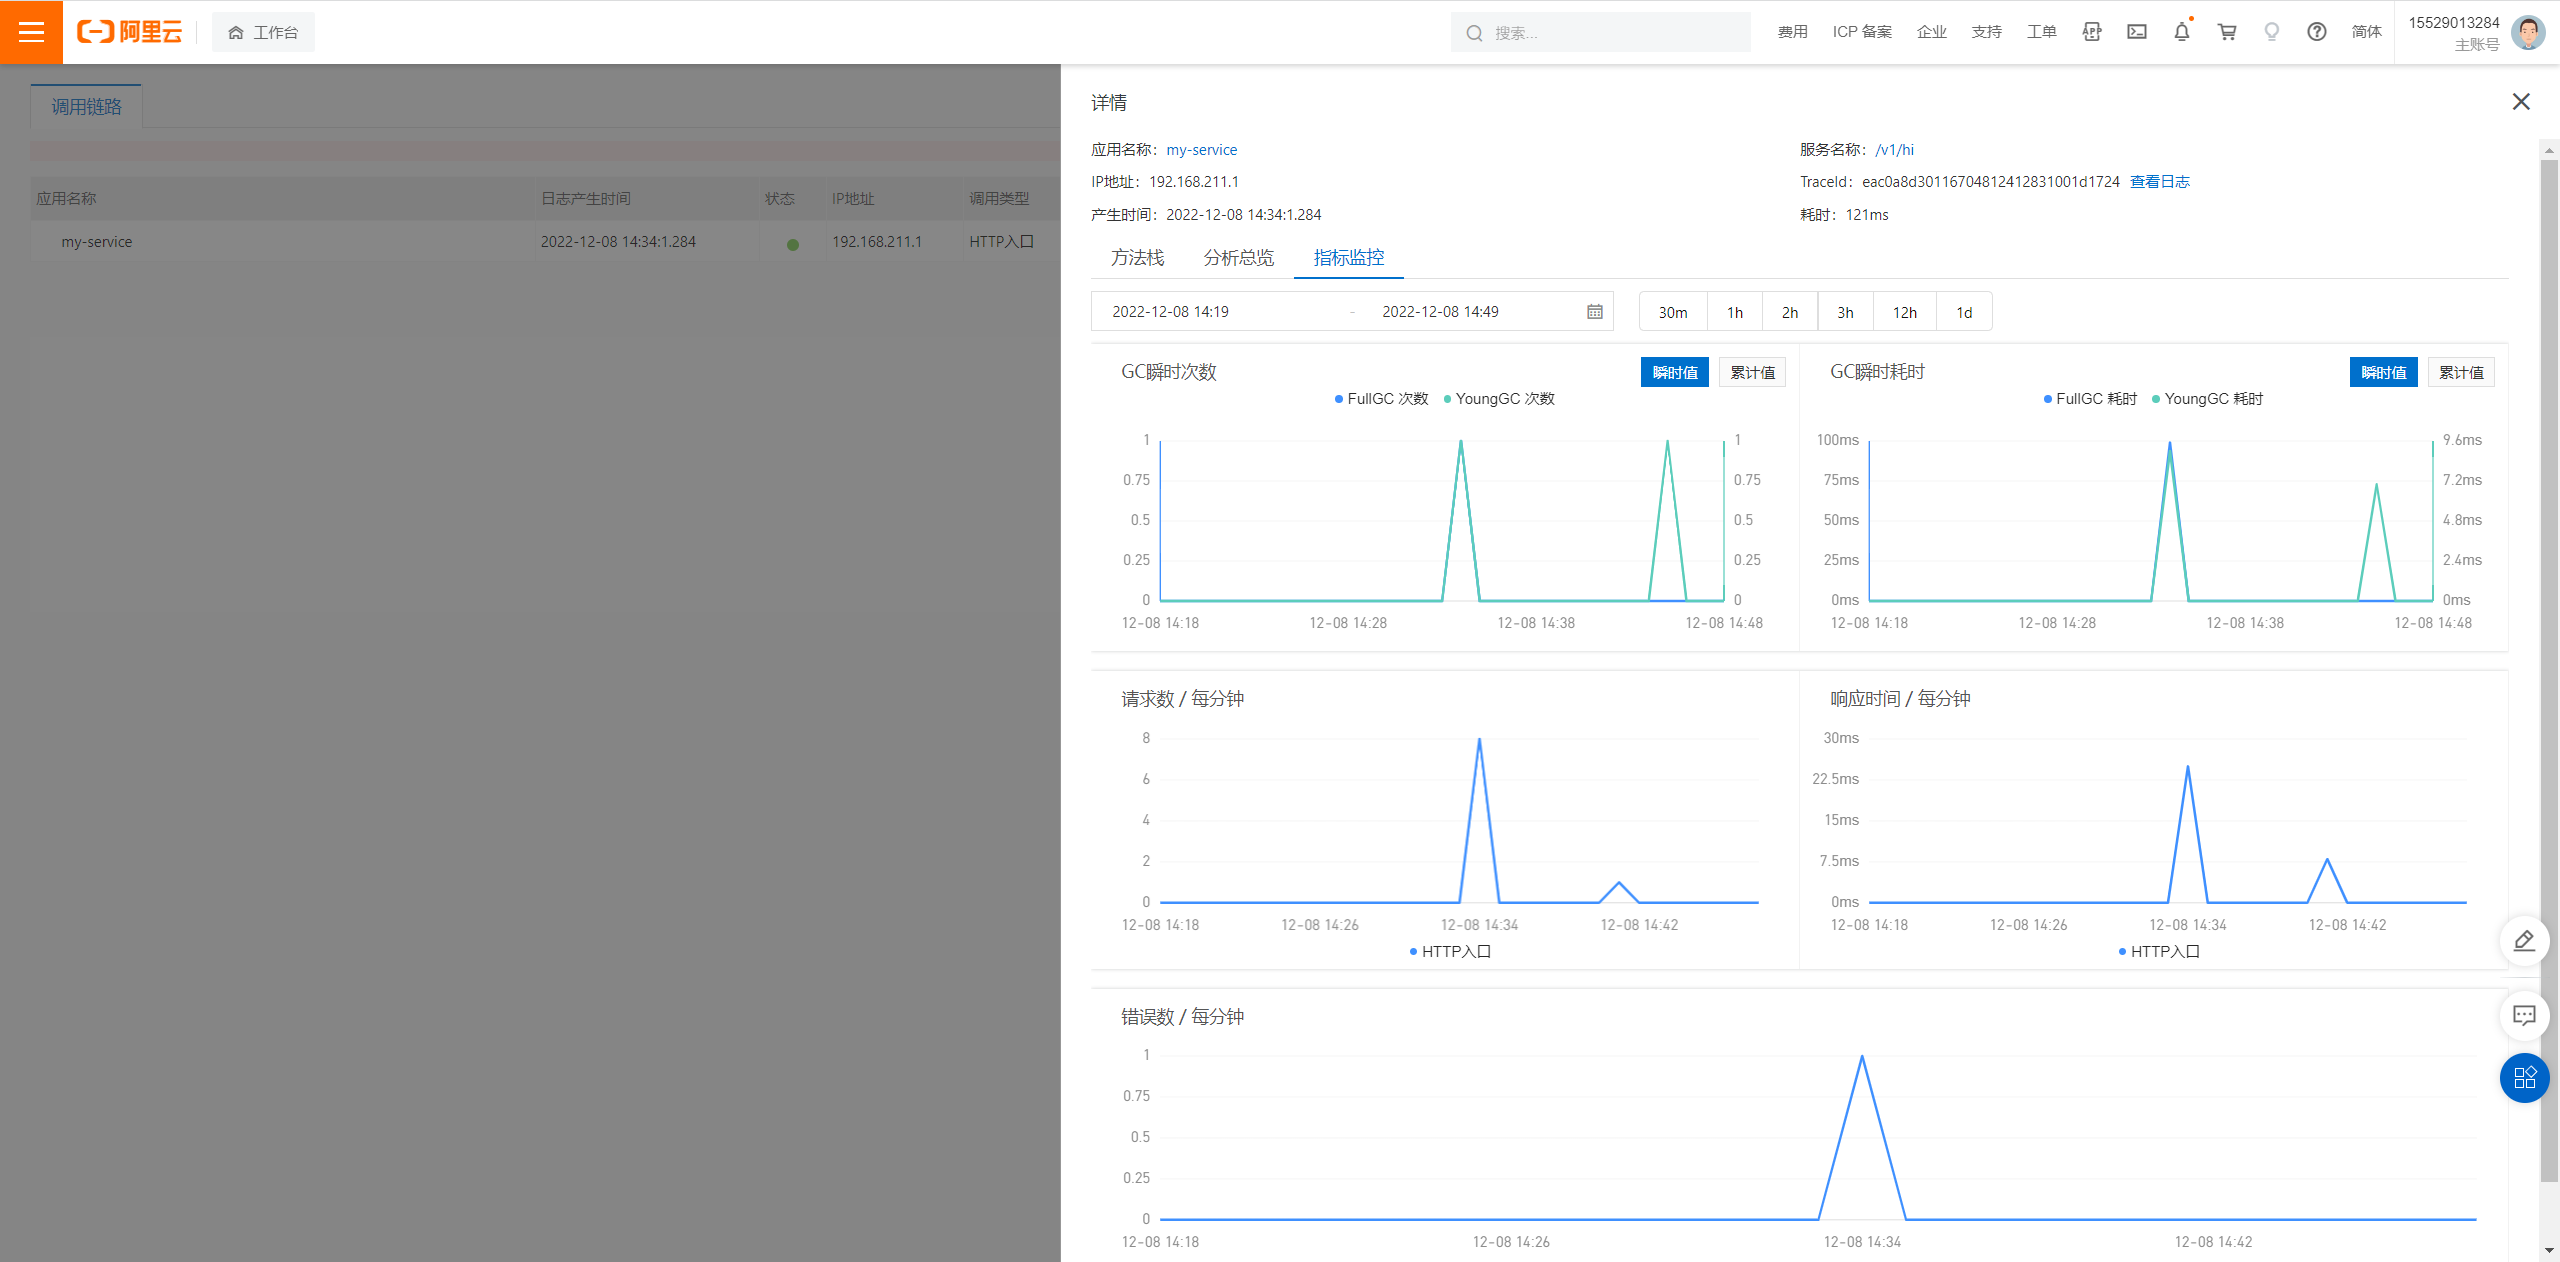 阿里云
工作台
搜索...
费用 ICP 备案 企业 支持 工单 APP 简体
15529013284
主账号
调用链路
应用名称 日志产生时间 状态 IP地址 调用类型
my-service 2022-12-08 14:34:1.284 192.168.211.1 HTTP入口
详情
应用名称：my-service
服务名称：/v1/hi
IP地址：192.168.211.1
TraceId：eac0a8d30116704812412831001d1724 查看日志
产生时间：2022-12-08 14:34:1.284
耗时：121ms
方法栈 分析总览 指标监控
2022-12-08 14:19 - 2022-12-08 14:49
30m 1h 2h 3h 12h 1d
GC瞬时次数 瞬时值 累计值
FullGC 次数 YoungGC 次数
1 1
0.75 0.75
0.5 0.5
0.25 0.25
0 0
12-08 14:18 12-08 14:28 12-08 14:38 12-08 14:48
GC瞬时耗时 瞬时值 累计值
FullGC 耗时 YoungGC 耗时
100ms 9.6ms
75ms 7.2ms
50ms 4.8ms
25ms 2.4ms
0ms 0ms
12-08 14:18 12-08 14:28 12-08 14:38 12-08 14:48
请求数 / 每分钟
8
6
4
2
0
12-08 14:18 12-08 14:26 12-08 14:34 12-08 14:42
HTTP入口
响应时间 / 每分钟
30ms
22.5ms
15ms
7.5ms
0ms
12-08 14:18 12-08 14:26 12-08 14:34 12-08 14:42
HTTP入口
错误数 / 每分钟
1
0.75
0.5
0.25
0
12-08 14:18 12-08 14:26 12-08 14:34 12-08 14:42